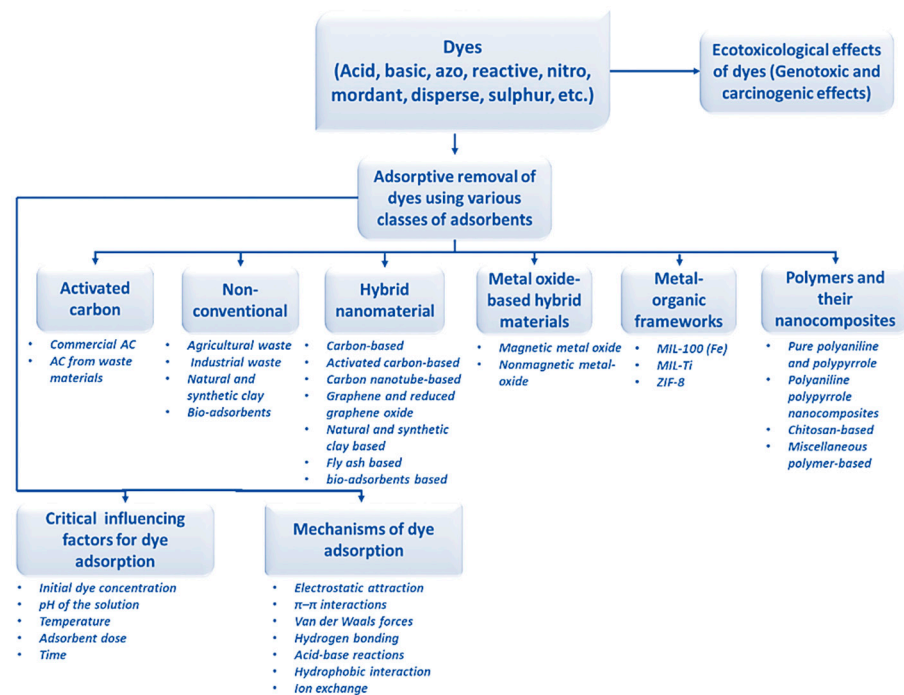 Dyes
(Acid, basic, azo, reactive, nitro,
mordant, disperse, sulphur, etc.)
Ecotoxicological effects
of dyes (Genotoxic and
carcinogenic effects)
Adsorptive removal of
dyes using various
classes of adsorbents
Activated
carbon
• Commercial AC
• AC from waste
materials
Non-
conventional
• Agricultural waste
• Industrial waste
• Natural and
synthetic clay
• Bio-adsorbents
Hybrid
nanomaterial
• Carbon-based
• Activated carbon-based
• Carbon nanotube-based
• Graphene and reduced
graphene oxide
• Natural and synthetic
clay based
• Fly ash based
• bio-adsorbents based
Metal oxide-
based hybrid
materials
• Magnetic metal oxide
• Nonmagnetic metal-
oxide
Metal-
organic
frameworks
• MIL-100 (Fe)
• MIL-Ti
• ZIF-8
Polymers and
their
nanocomposites
• Pure polyaniline
and polypyrrole
• Polyaniline
polypyrrole
nanocomposites
• Chitosan-based
• Miscellaneous
polymer-based
Critical influencing
factors for dye
adsorption
• Initial dye concentration
• pH of the solution
• Temperature
• Adsorbent dose
• Time
Mechanisms of dye
adsorption
• Electrostatic attraction
• π–π interactions
• Van der Waals forces
• Hydrogen bonding
• Acid-base reactions
• Hydrophobic interaction
• Ion exchange